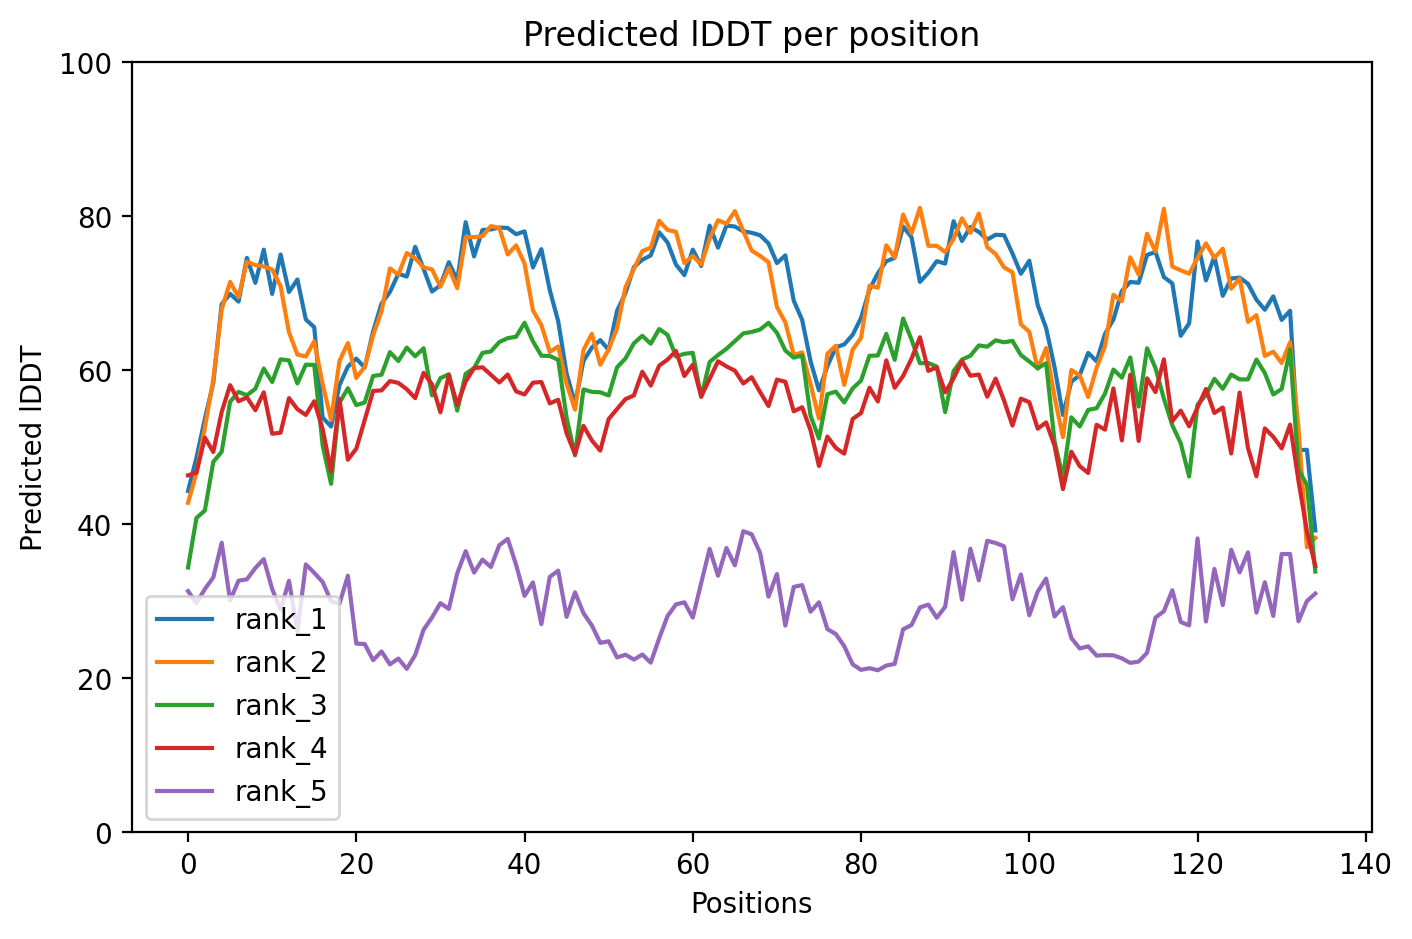 Predicted lDDT per position
100
80
60
40
20
0
Predicted lDDT
rank_1
rank_2
rank_3
rank_4
rank_5
0 20 40 60 80 100 120 140
Positions